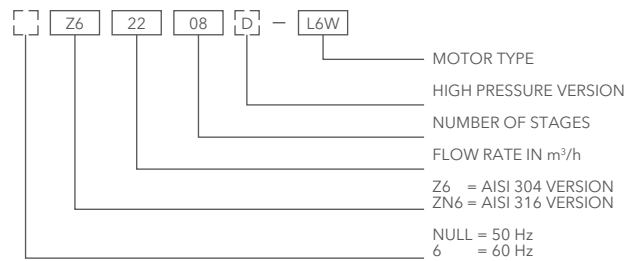 Z6 22 08 D – L6W
MOTOR TYPE
HIGH PRESSURE VERSION
NUMBER OF STAGES
FLOW RATE IN m³/h
Z6 = AISI 304 VERSION
ZN6 = AISI 316 VERSION
NULL = 50 Hz
6 = 60 Hz